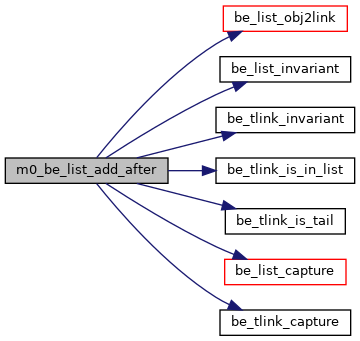 be_list_obj2link
be_list_invariant
be_tlink_invariant
m0_be_list_add_after
be_tlink_is_in_list
be_tlink_is_tail
be_list_capture
be_tlink_capture